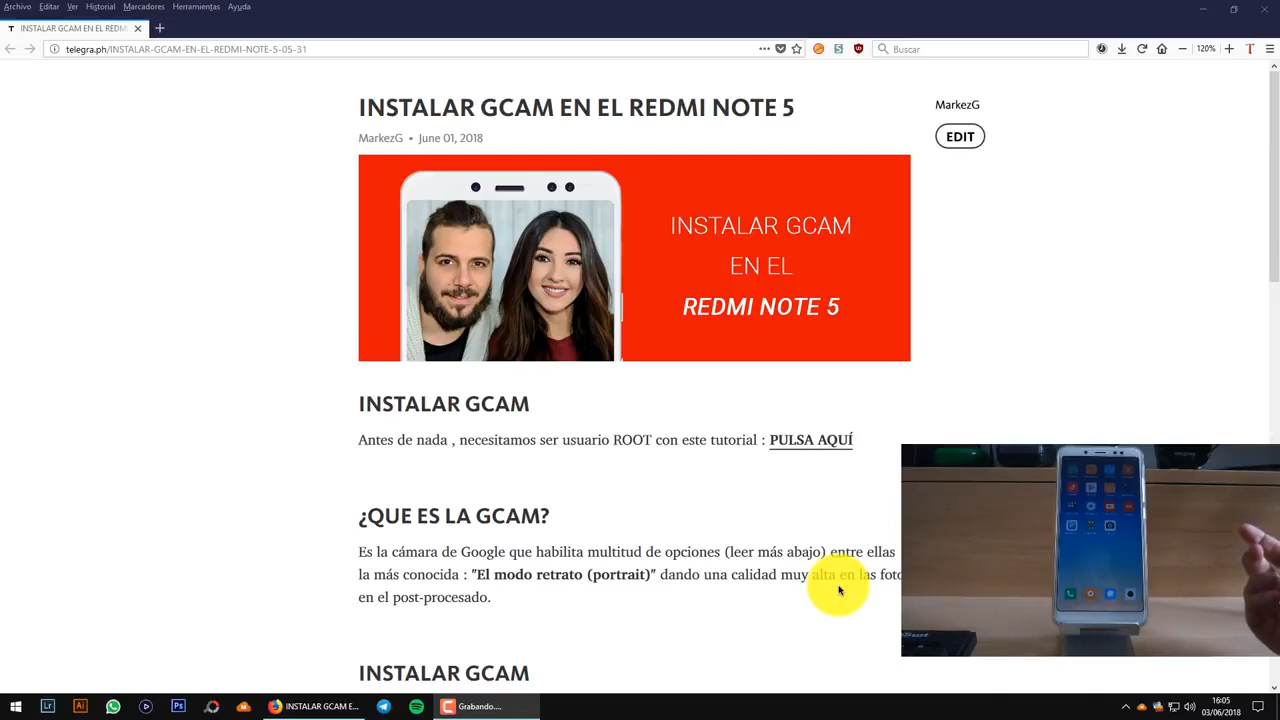 Archivo Editar Ver Historial Marcadores Herramientas Ayuda
INSTALAR GCAM EN EL REDM
telegra.ph/INSTALAR-GCAM-EN-EL-REDMI-NOTE-5-05-31
Buscar
120%
INSTALAR GCAM EN EL REDMI NOTE 5
MarkezG
MarkezG • June 01, 2018
EDIT
INSTALAR GCAM
EN EL
REDMI NOTE 5
INSTALAR GCAM
Antes de nada , necesitamos ser usuario ROOT con este tutorial : PULSA AQUÍ
¿QUE ES LA GCAM?
Es la cámara de Google que habilita multitud de opciones (leer más abajo) entre ellas
la más conocida : "El modo retrato (portrait)" dando una calidad muy alta en las foto
en el post-procesado.
INSTALAR GCAM
INSTALAR GCAM E...
Grabando....
16:05
03/06/2018